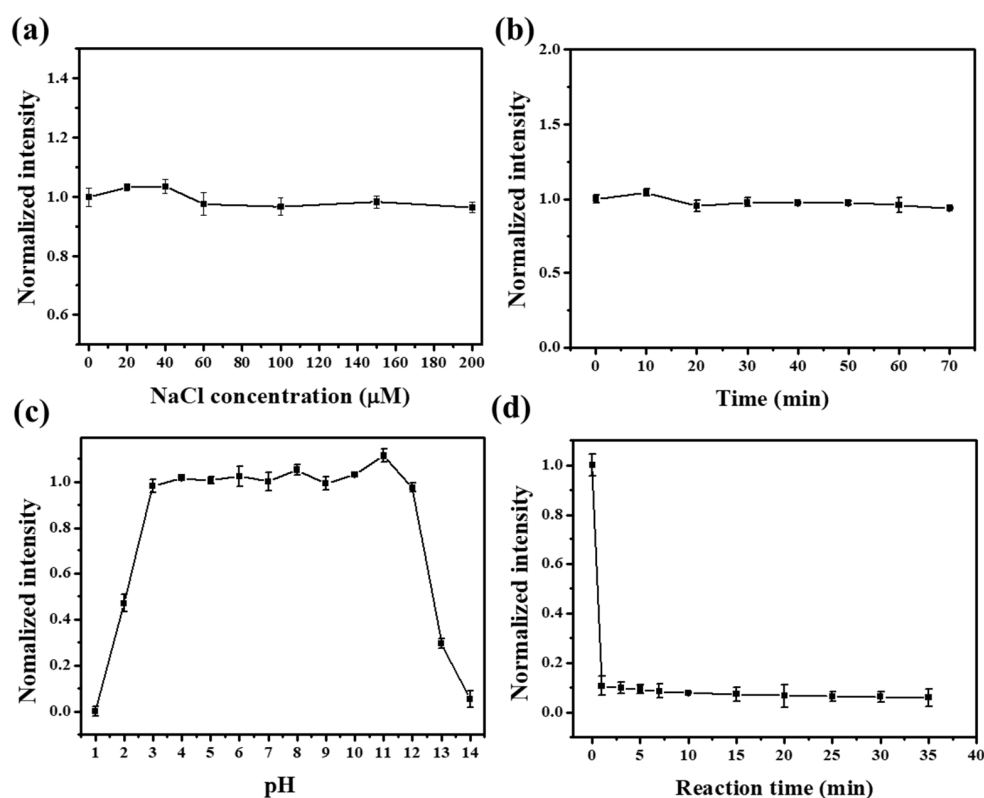 (a)
Normalized intensity
1.4
1.2
1.0
0.8
0.6
0 20 40 60 80 100 120 140 160 180 200
NaCl concentration (μM)
(b)
Normalized intensity
2.0
1.5
1.0
0.5
0.0
0 10 20 30 40 50 60 70
Time (min)
(c)
Nomalized intensity
1.0
0.8
0.6
0.4
0.2
0.0
1 2 3 4 5 6 7 8 9 10 11 12 13 14
pH
(d)
Normalized intensity
1.0
0.8
0.6
0.4
0.2
0.0
0 5 10 15 20 25 30 35 40
Reaction time (min)